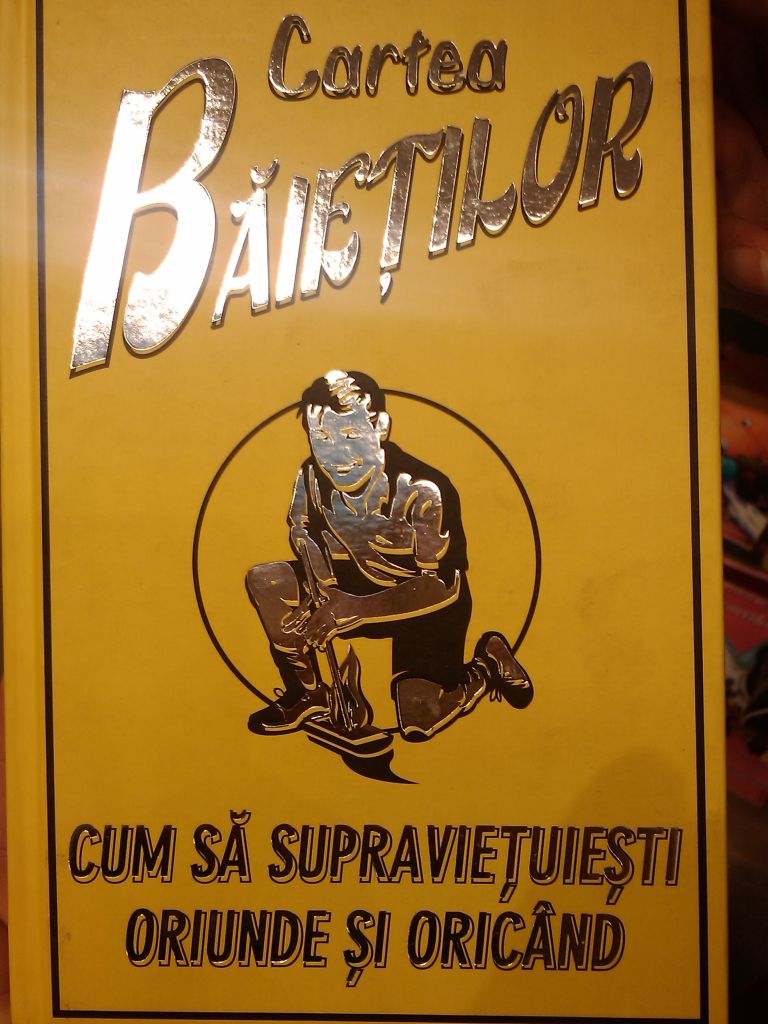 Cartea
BĂIEȚILOR
CUM SĂ SUPRAVIEȚUIEȘTI
ORIUNDE ȘI ORICÂND